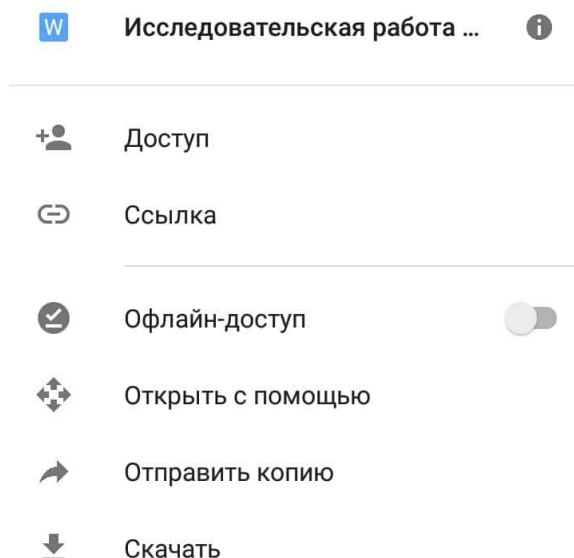 W Исследовательская работа ...
Доступ
Ссылка
Офлайн-доступ
Открыть с помощью
Отправить копию
Скачать